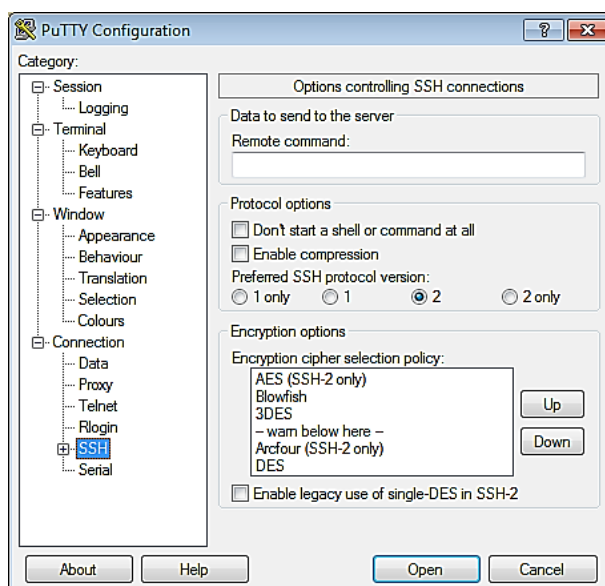 PuTTY Configuration
Category:
Session
Logging
Terminal
Keyboard
Bell
Features
Window
Appearance
Behaviour
Translation
Selection
Colours
Connection
Data
Proxy
Telnet
Rlogin
SSH
Serial
Options controlling SSH connections
Data to send to the server
Remote command:
Protocol options
Don't start a shell or command at all
Enable compression
Preferred SSH protocol version:
1 only 1 2 2 only
Encryption options
Encryption cipher selection policy:
AES (SSH-2 only)
Blowfish
3DES
-- warn below here --
Arcfour (SSH-2 only)
DES
Up
Down
Enable legacy use of single-DES in SSH-2
About Help Open Cancel